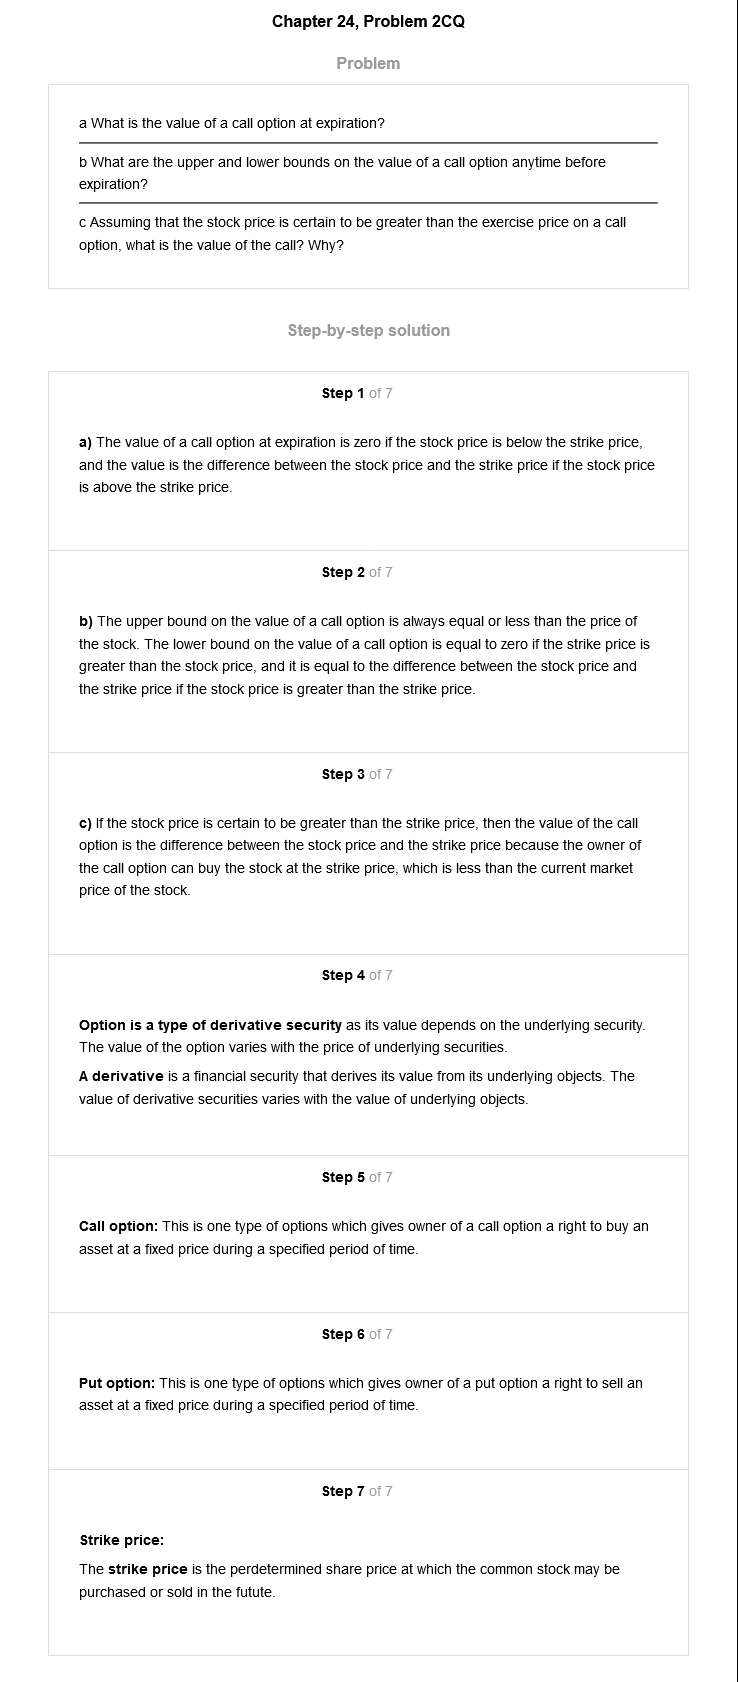 Chapter 24, Problem 2CQ
Problem
a What is the value of a call option at expiration?
b What are the upper and lower bounds on the value of a call option anytime before
expiration?
c Assuming that the stock price is certain to be greater than the exercise price on a call
option, what is the value of the call? Why?
Step-by-step solution
Step 1 of 7
a) The value of a call option at expiration is zero if the stock price is below the strike price,
and the value is the difference between the stock price and the strike price if the stock price
is above the strike price.
Step 2 of 7
b) The upper bound on the value of a call option is always equal or less than the price of
the stock. The lower bound on the value of a call option is equal to zero if the strike price is
greater than the stock price, and it is equal to the difference between the stock price and
the strike price if the stock price is greater than the strike price.
Step 3 of 7
c) If the stock price is certain to be greater than the strike price, then the value of the call
option is the difference between the stock price and the strike price because the owner of
the call option can buy the stock at the strike price, which is less than the current market
price of the stock.
Step 4 of 7
Option is a type of derivative security as its value depends on the underlying security.
The value of the option varies with the price of underlying securities.
A derivative is a financial security that derives its value from its underlying objects. The
value of derivative securities varies with the value of underlying objects.
Step 5 of 7
Call option: This is one type of options which gives owner of a call option a right to buy an
asset at a fixed price during a specified period of time.
Step 6 of 7
Put option: This is one type of options which gives owner of a put option a right to sell an
asset at a fixed price during a specified period of time.
Step 7 of 7
Strike price:
The strike price is the perdetermined share price at which the common stock may be
purchased or sold in the futute.